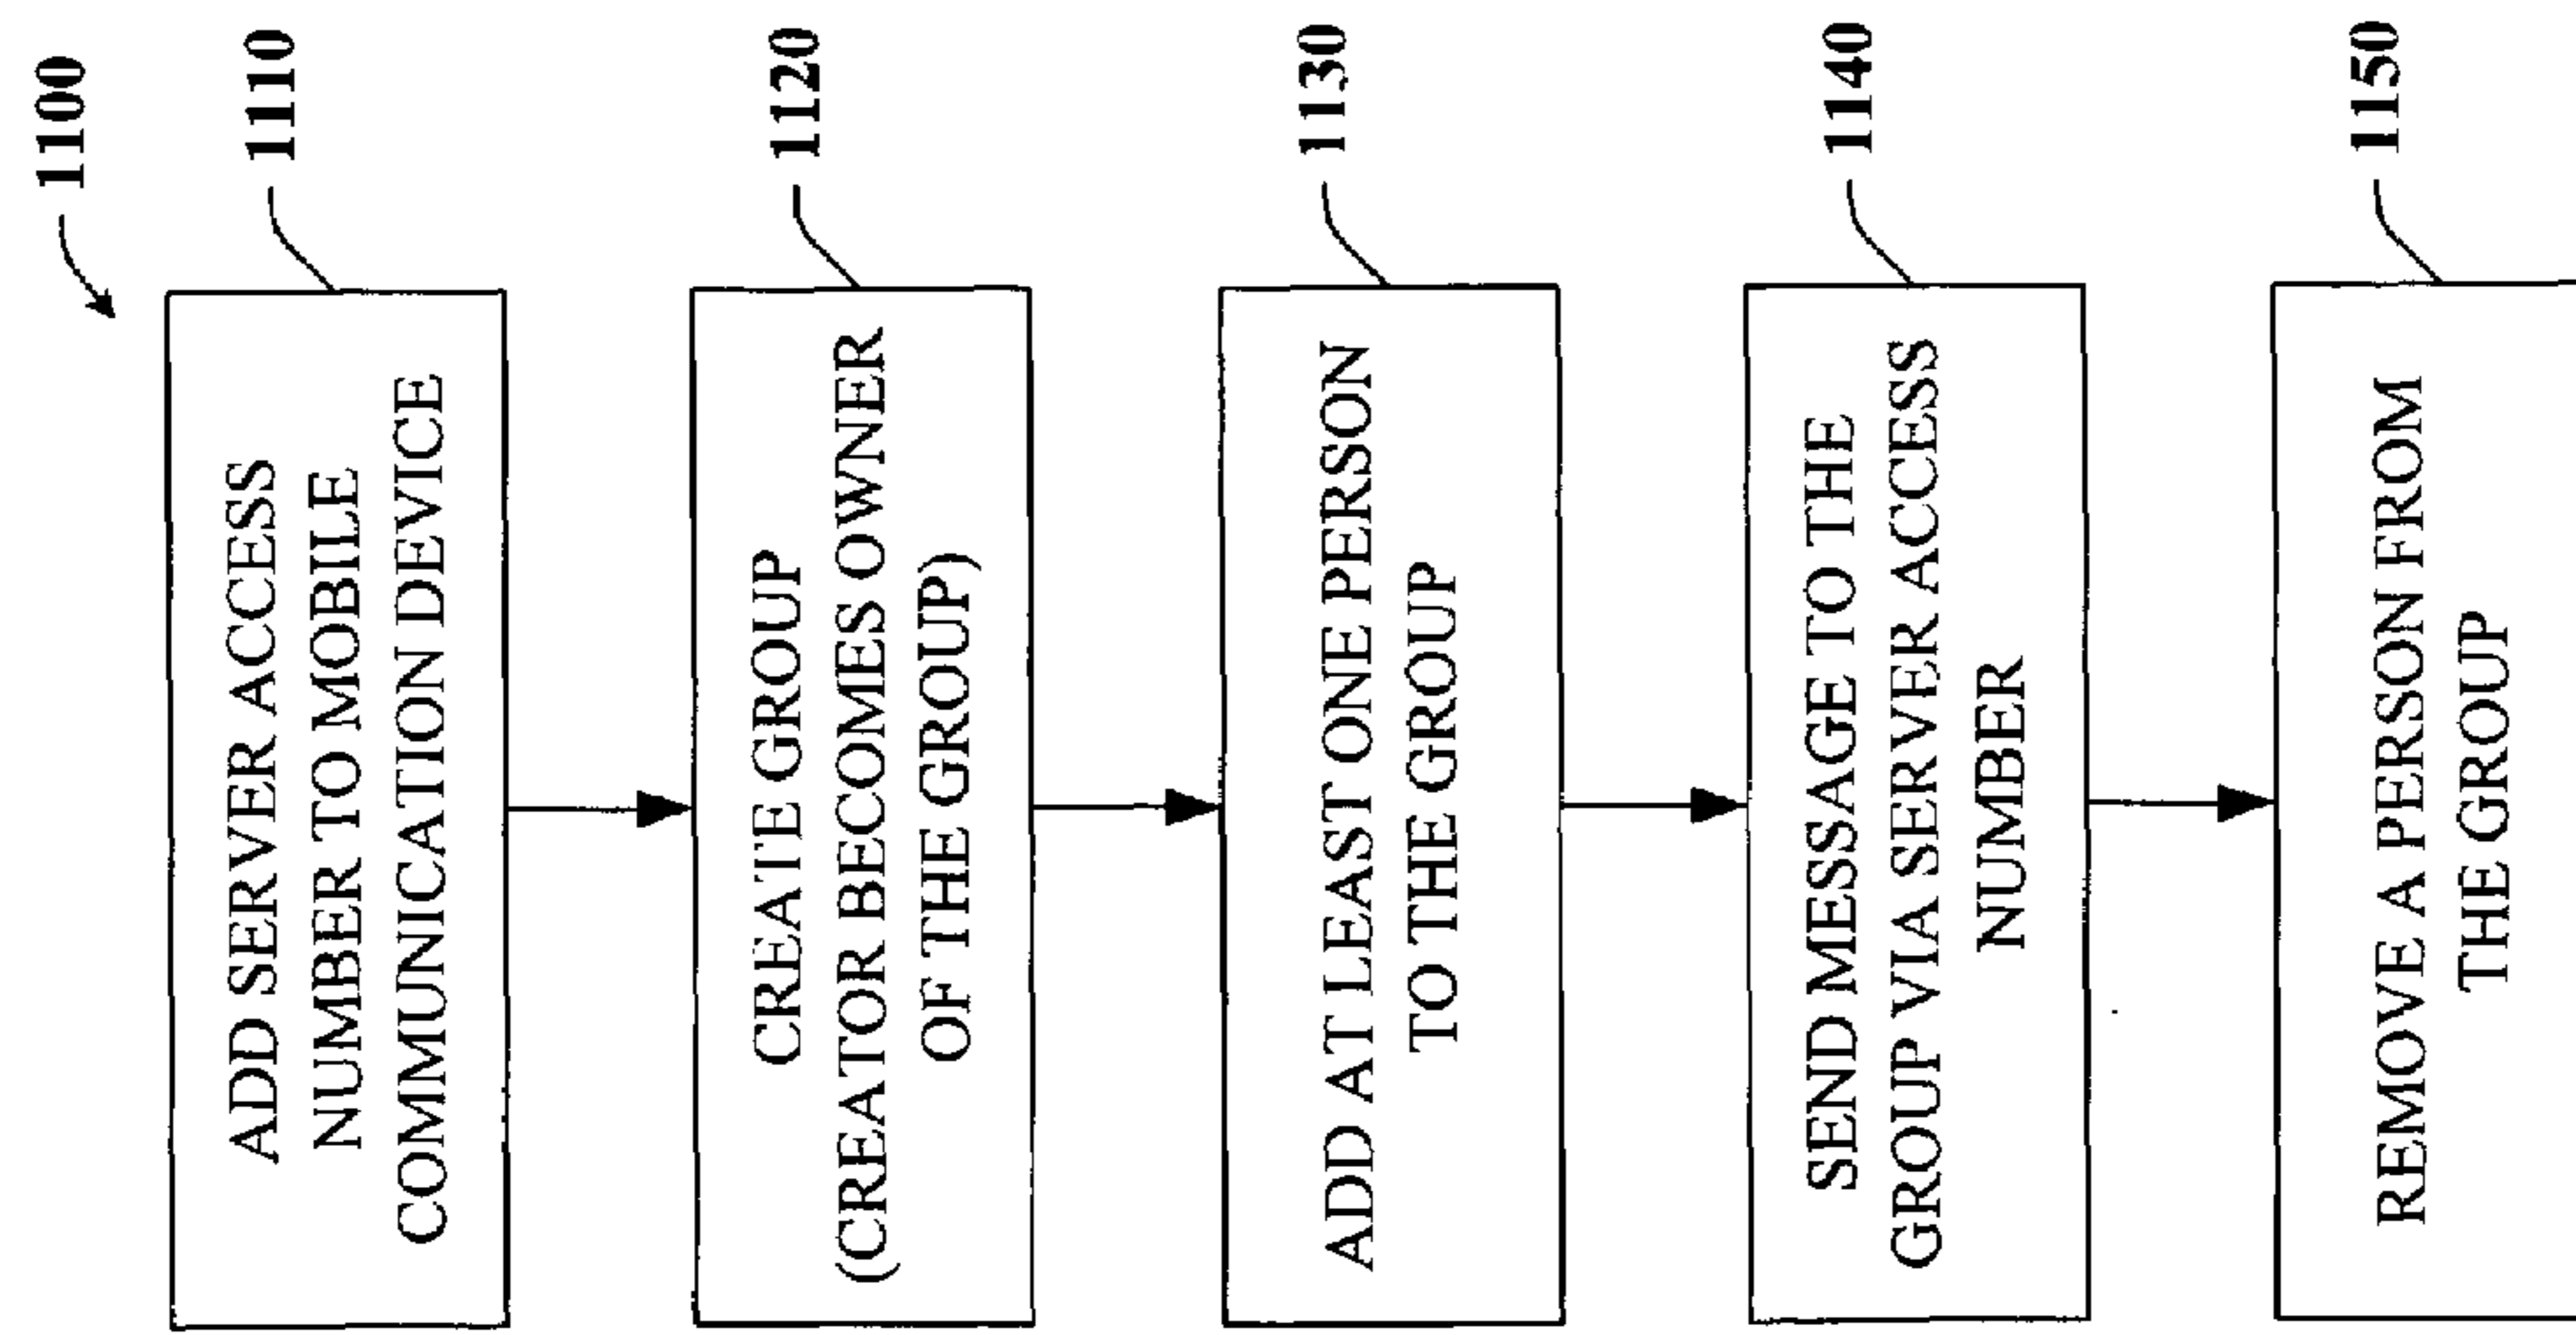 1100
1110
ADD SERVER ACCESS
NUMBER TO MOBILE
COMMUNICATION DEVICE
1120
CREATE GROUP
(CREATOR BECOMES OWNER
OF THE GROUP)
1130
ADD AT LEAST ONE PERSON
TO THE GROUP
1140
SEND MESSAGE TO THE
GROUP VIA SERVER ACCESS
NUMBER
1150
REMOVE A PERSON FROM
THE GROUP